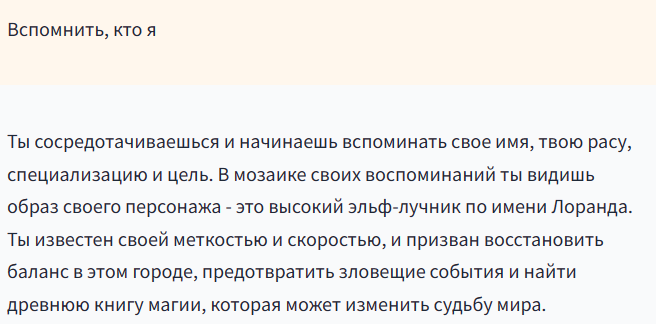 Вспомнить, кто я
Ты сосредотачиваешься и начинаешь вспоминать свое имя, твою расу,
специализацию и цель. В мозаике своих воспоминаний ты видишь
образ своего персонажа - это высокий эльф-лучник по имени Лоранда.
Ты известен своей меткостью и скоростью, и призван восстановить
баланс в этом городе, предотвратить зловещие события и найти
древнюю книгу магии, которая может изменить судьбу мира.